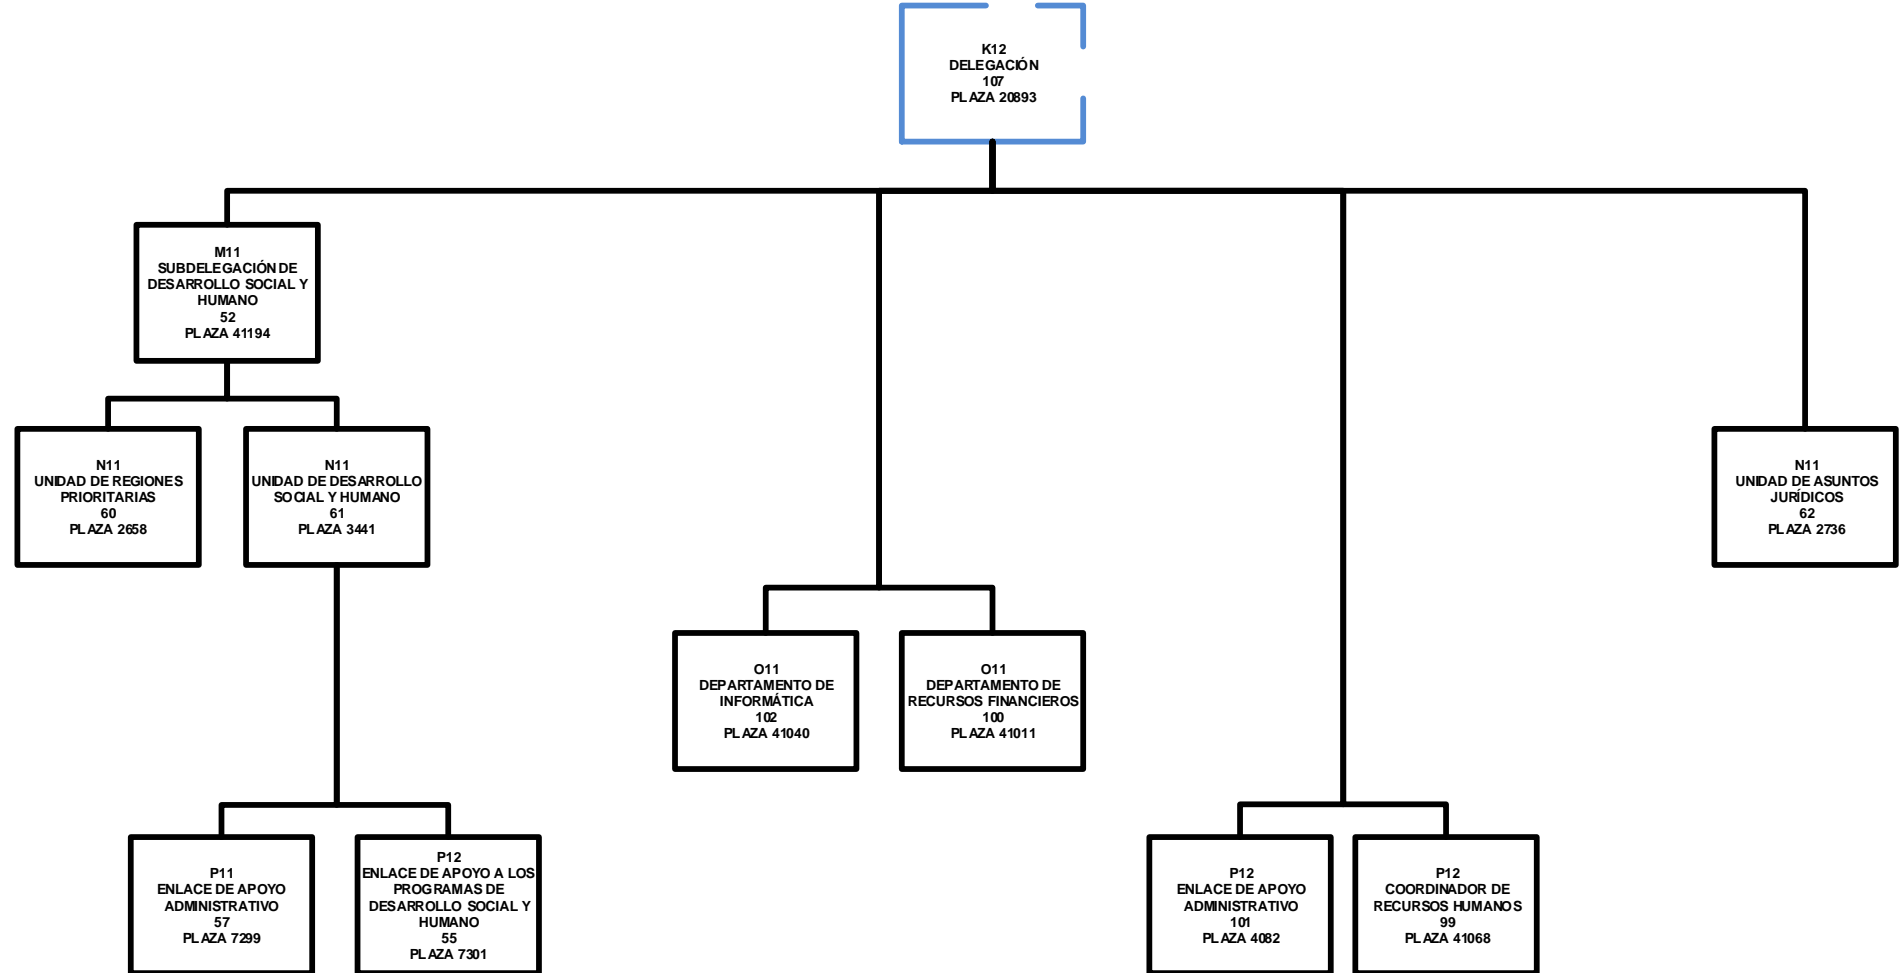 K12
DELEGACIÓN
107
PLAZA 20893
M11
SUBDELEGACIÓN DE
DESARROLLO SOCIAL Y
HUMANO
52
PLAZA 41194
N11
UNIDAD DE REGIONES
PRIORITARIAS
60
PLAZA 2658
N11
UNIDAD DE DESARROLLO
SOCIAL Y HUMANO
61
PLAZA 3441
N11
UNIDAD DE ASUNTOS
JURÍDICOS
62
PLAZA 2736
O11
DEPARTAMENTO DE
INFORMÁTICA
102
PLAZA 41040
O11
DEPARTAMENTO DE
RECURSOS FINANCIEROS
100
PLAZA 41011
P11
ENLACE DE APOYO
ADMINISTRATIVO
57
PLAZA 7299
P12
ENLACE DE APOYO A LOS
PROGRAMAS DE
DESARROLLO SOCIAL Y
HUMANO
55
PLAZA 7301
P12
ENLACE DE APOYO
ADMINISTRATIVO
101
PLAZA 4082
P12
COORDINADOR DE
RECURSOS HUMANOS
99
PLAZA 41068